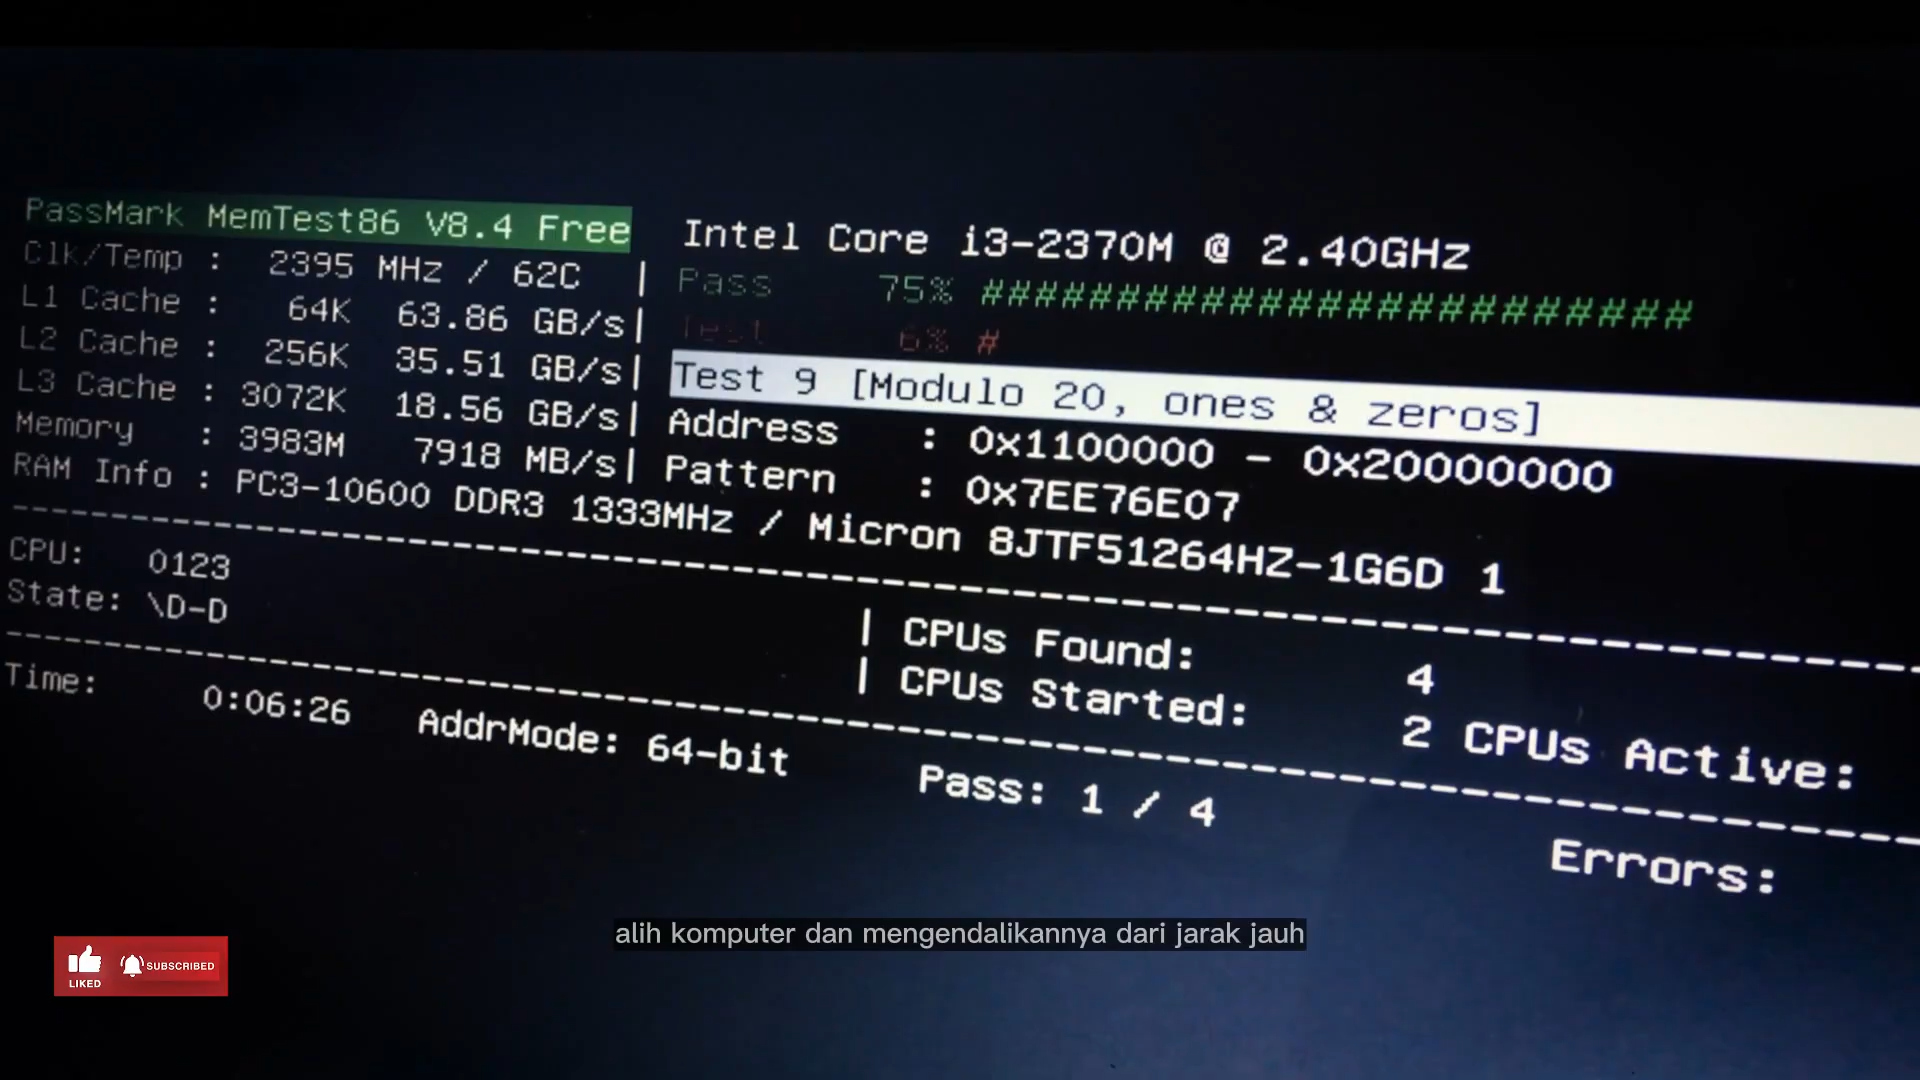 PassMark MemTest86 V8.4 Free
Intel Core i3-2370M @ 2.40GHz
Clk/Temp : 2395 MHz / 62C |
Pass 75% #########################
L1 Cache : 64K 63.86 GB/s|
Test 6% #
L2 Cache : 256K 35.51 GB/s|
Test 9 [Modulo 20, ones & zeros]
L3 Cache : 3072K 18.56 GB/s|
Address : 0x1100000 - 0x20000000
Memory : 3983M 7918 MB/s|
Pattern : 0x7EE76E07
RAM Info : PC3-10600 DDR3 1333MHz / Micron 8JTF51264HZ-1G6D 1
CPU: 0123
| CPUs Found: 4
State: \D-D
| CPUs Started: 2 CPUs Active:
Time: 0:06:26 AddrMode: 64-bit Pass: 1 / 4 Errors:
alih komputer dan mengendalikannya dari jarak jauh
LIKED
SUBSCRIBED